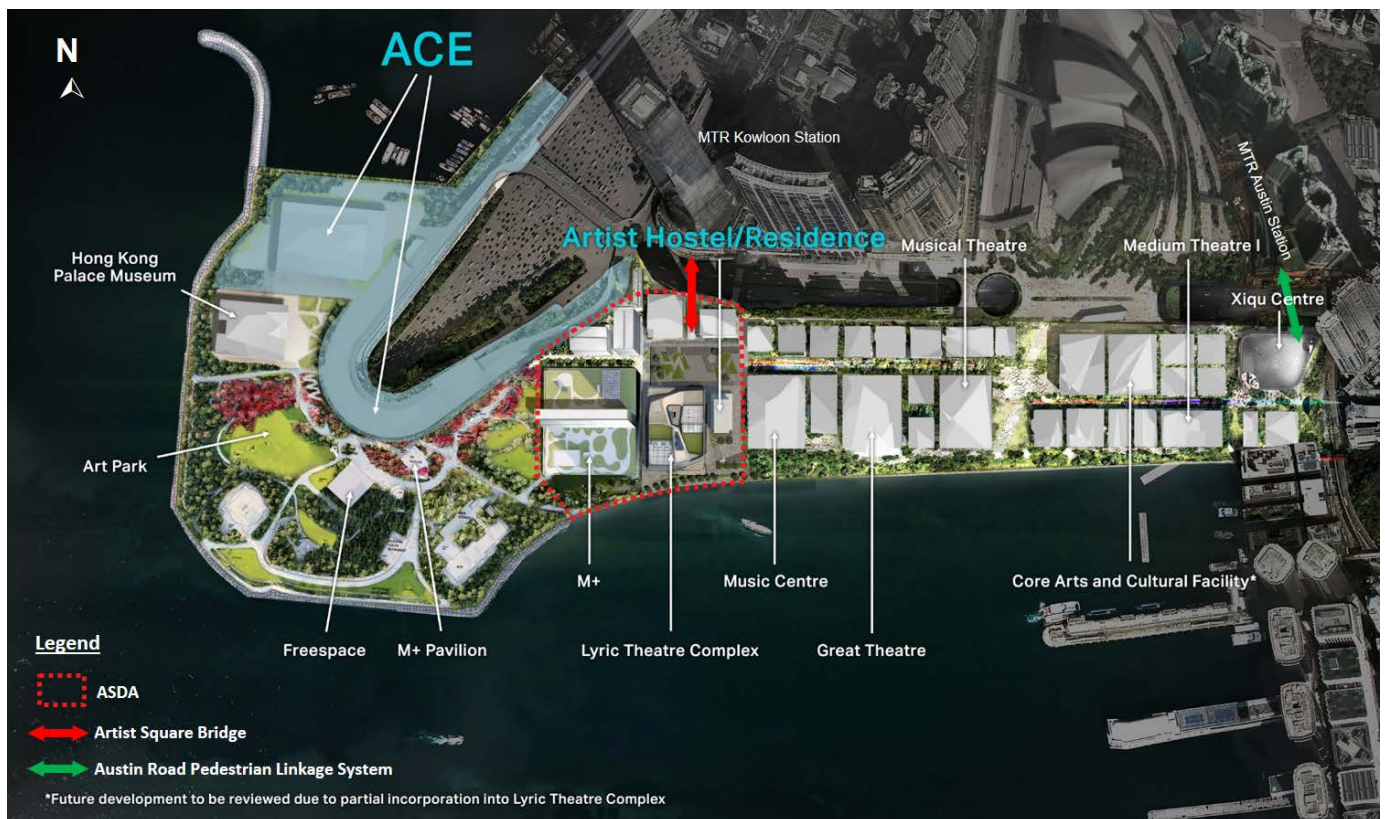 N
ACE
MTR Kowloon Station
MTR Austin Station
Artist Hostel/Residence
Musical Theatre
Medium Theatre I
Hong Kong
Palace Museum
Xiqu Centre
Art Park
M+
Music Centre
Core Arts and Cultural Facility*
Freespace
M+ Pavilion
Lyric Theatre Complex
Great Theatre
Legend
ASDA
Artist Square Bridge
Austin Road Pedestrian Linkage System
*Future development to be reviewed due to partial incorporation into Lyric Theatre Complex